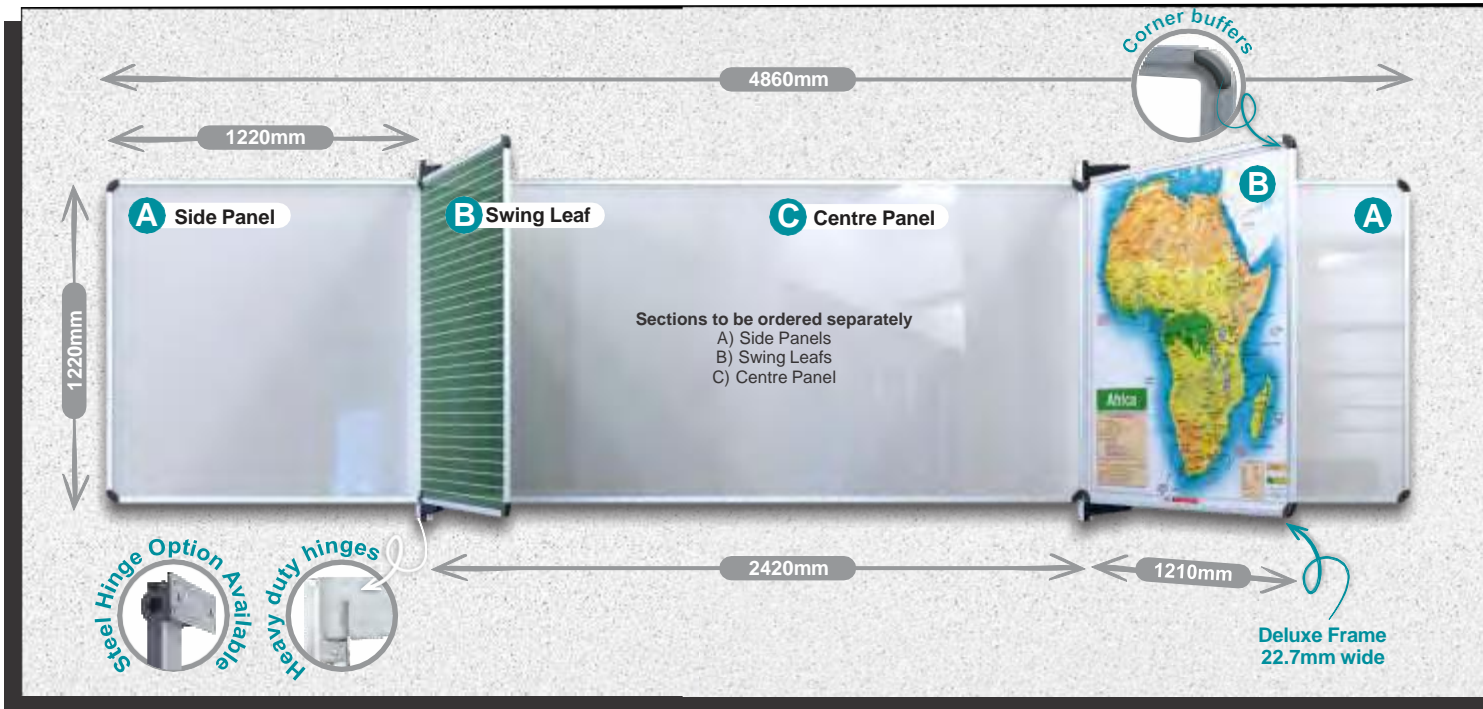 Corner buffers
4860mm
1220mm
A Side Panel
B Swing Leaf
C Centre Panel
B
A
1220mm
Sections to be ordered separately
A) Side Panels
B) Swing Leafs
C) Centre Panel
Africa
Steel Hinge Option Available
Heavy duty hinges
2420mm
1210mm
Deluxe Frame
22.7mm wide